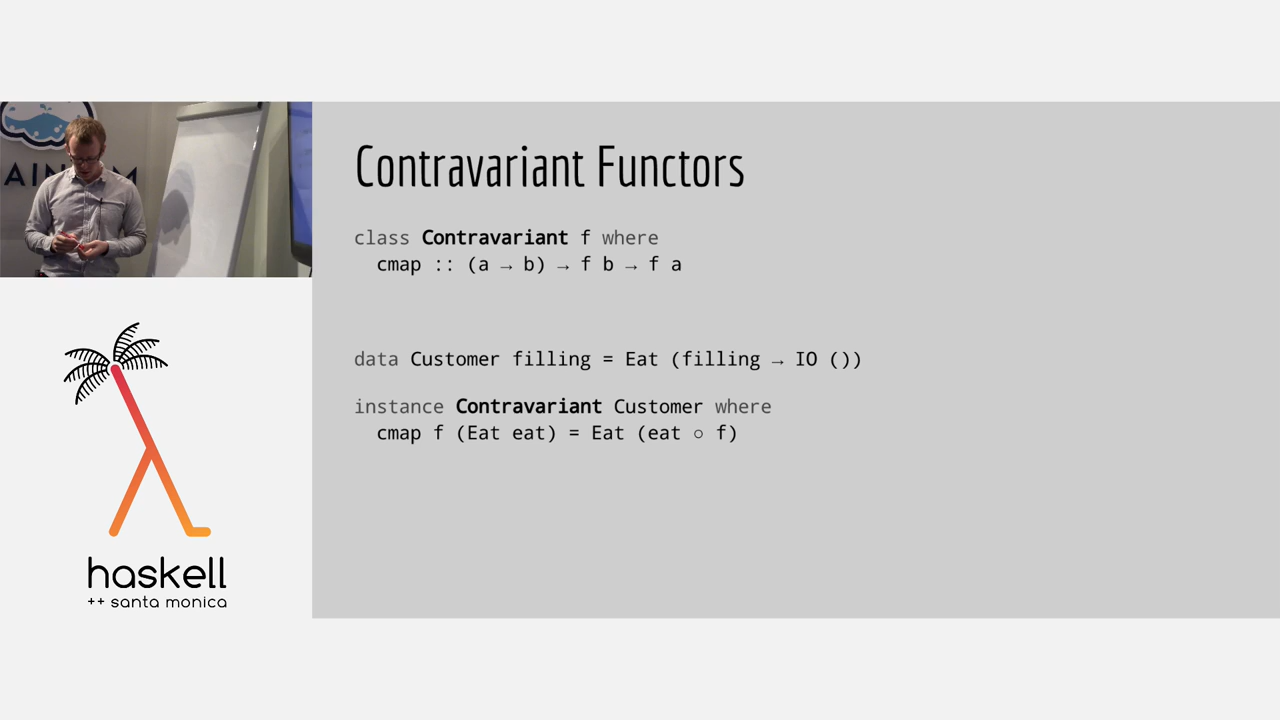 AIN M
Contravariant Functors
class Contravariant f where
cmap :: (a → b) → f b → f a
data Customer filling = Eat (filling → IO ())
instance Contravariant Customer where
cmap f (Eat eat) = Eat (eat ○ f)
haskell
++ santa monica